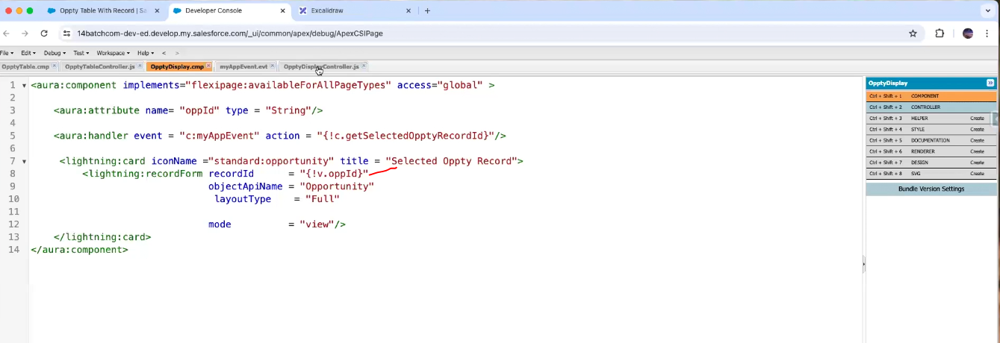 Oppty Table With Record | Sa
Developer Console
Excalidraw
14batchcom-dev-ed.develop.my.salesforce.com/_ui/common/apex/debug/ApexCSIPage
File Edit Debug Test Workspace Help < >
OpptyTable.cmp OpptyTableController.js OpptyDisplay.cmp myAppEvent.evt OpptyDisplayController.js
1 <aura:component implements="flexipage:availableForAllPageTypes" access="global" >
2
3 <aura:attribute name= "oppId" type = "String"/>
4
5 <aura:handler event = "c:myAppEvent" action = "{!c.getSelectedOpptyRecordId}"/>
6
7 <lightning:card iconName ="standard:opportunity" title = "Selected Oppty Record">
8 <lightning:recordForm recordId = "{!v.oppId}"
9 objectApiName = "Opportunity"
10 layoutType = "Full"
11
12 mode = "view"/>
13 </lightning:card>
14 </aura:component>
OpptyDisplay
Ctrl + Shift + 1 COMPONENT
Ctrl + Shift + 2 CONTROLLER
Ctrl + Shift + 3 HELPER Create
Ctrl + Shift + 4 STYLE Create
Ctrl + Shift + 5 DOCUMENTATION Create
Ctrl + Shift + 6 RENDERER Create
Ctrl + Shift + 7 DESIGN Create
Ctrl + Shift + 8 SVG Create
Bundle Version Settings